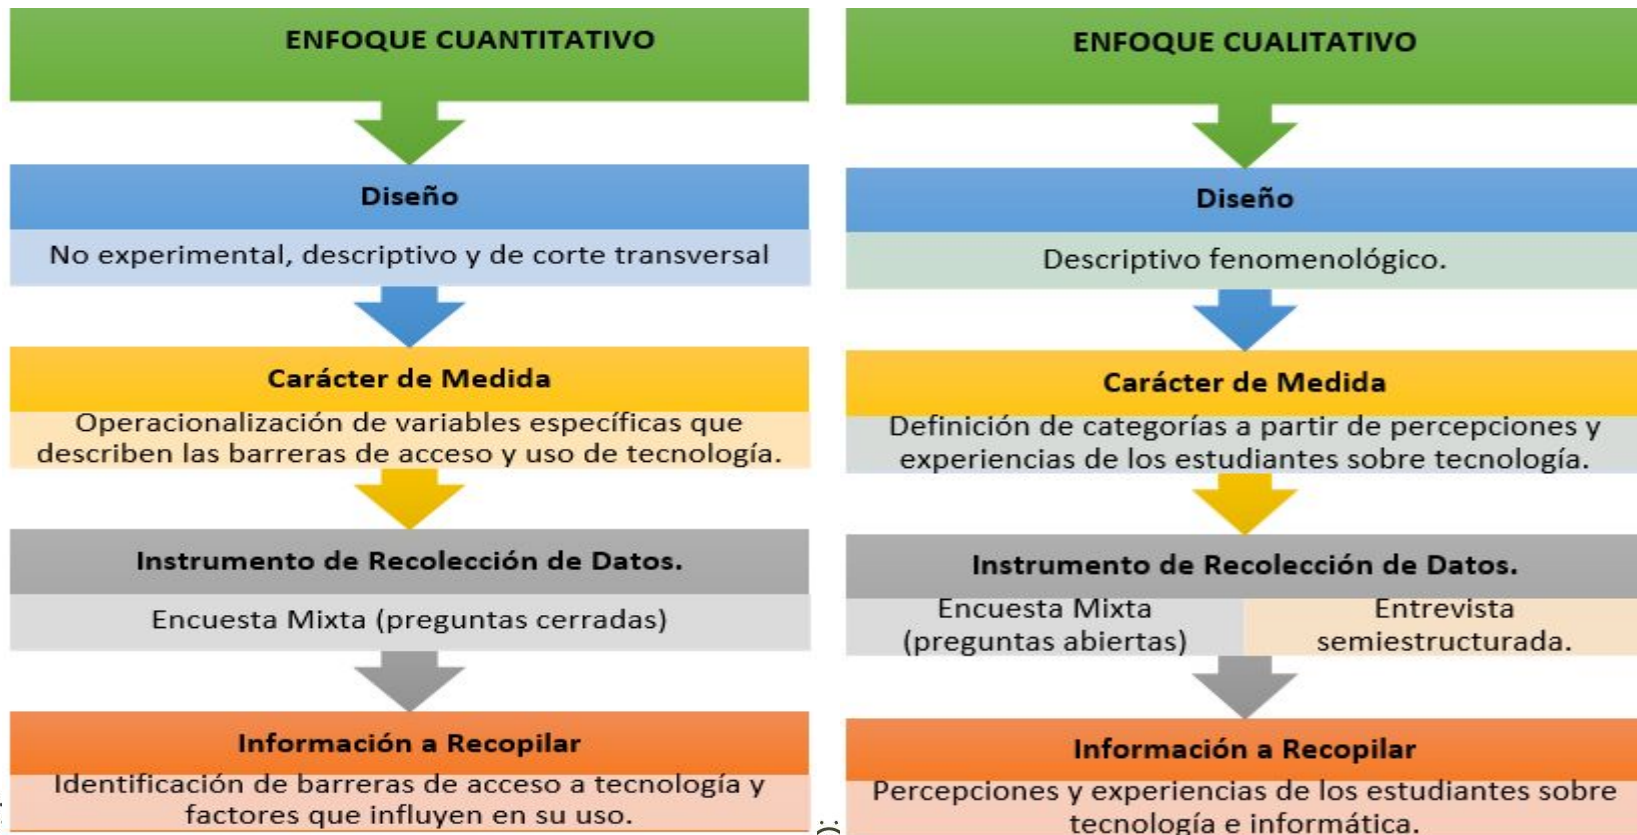 ENFOQUE CUANTITATIVO
Diseño
No experimental, descriptivo y de corte transversal
Carácter de Medida
Operacionalización de variables específicas que
describen las barreras de acceso y uso de tecnología.
Instrumento de Recolección de Datos.
Encuesta Mixta (preguntas cerradas)
Información a Recopilar
Identificación de barreras de acceso a tecnología y
factores que influyen en su uso.
ENFOQUE CUALITATIVO
Diseño
Descriptivo fenomenológico.
Carácter de Medida
Definición de categorías a partir de percepciones y
experiencias de los estudiantes sobre tecnología.
Instrumento de Recolección de Datos.
Encuesta Mixta
(preguntas abiertas)
Entrevista
semiestructurada.
Información a Recopilar
Percepciones y experiencias de los estudiantes sobre
tecnología e informática.